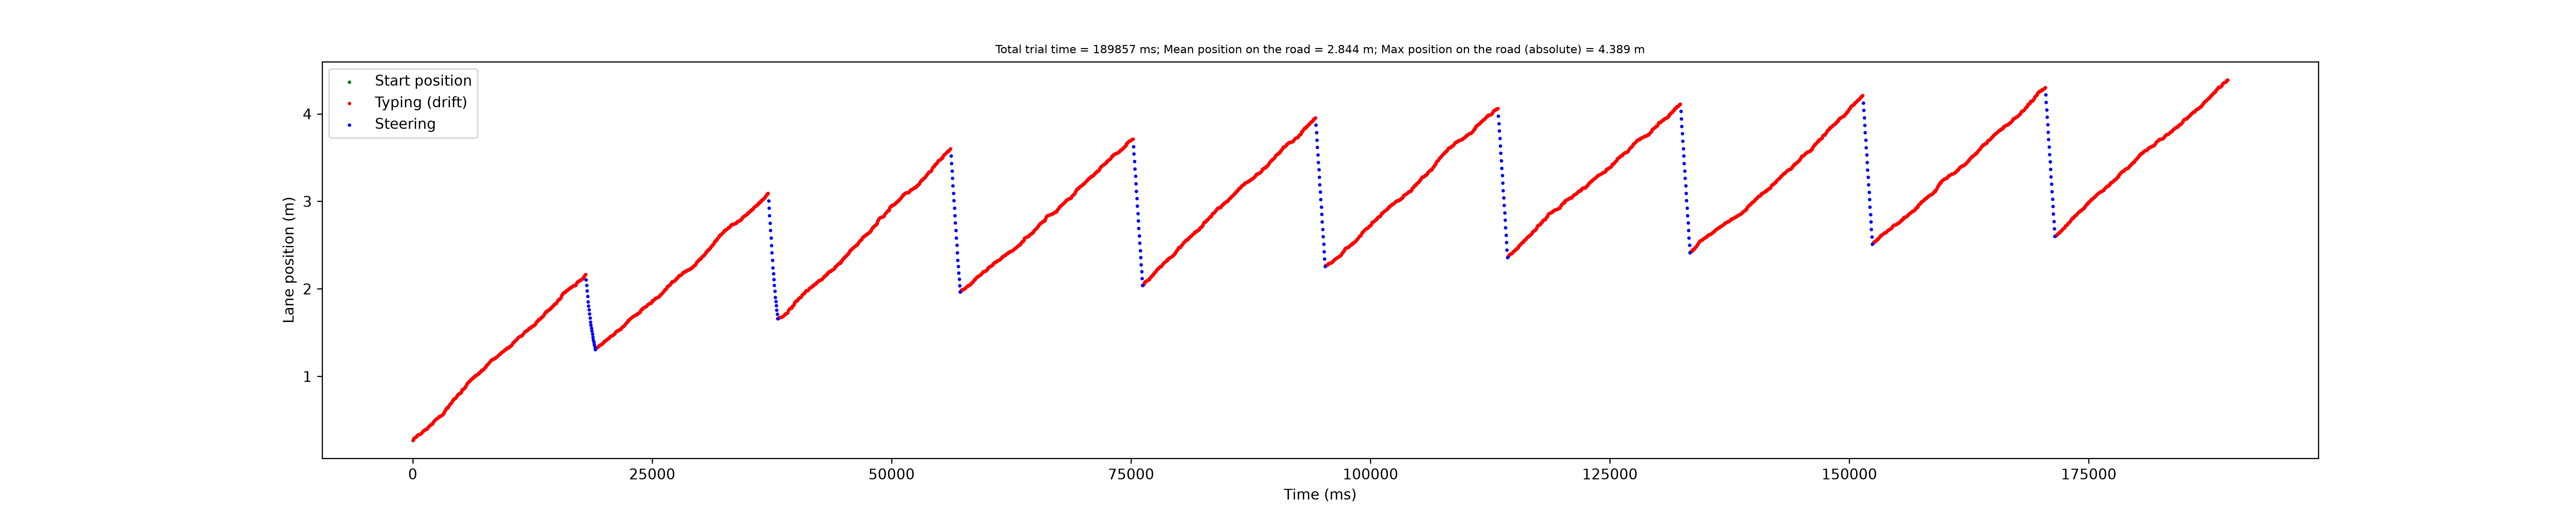 Total trial time = 189857 ms; Mean position on the road = 2.844 m; Max position on the road (absolute) = 4.389 m
Start position
Typing (drift)
Steering
4
3
2
1
Lane position (m)
0 25000 50000 75000 100000 125000 150000 175000
Time (ms)